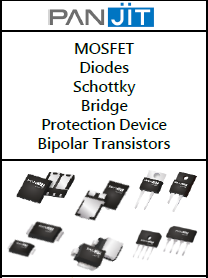 PANJIT
MOSFET
Diodes
Schottky
Bridge
Protection Device
Bipolar Transistors